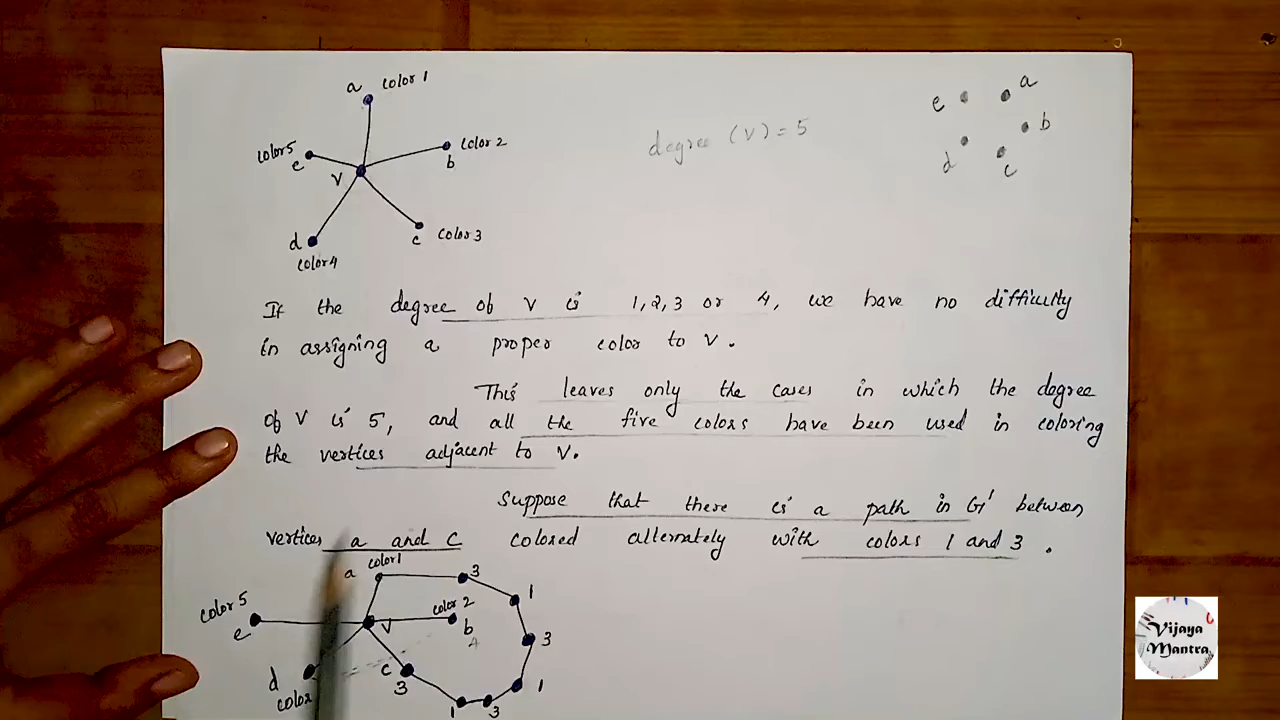 a color 1
color 2
b
color5
e
V
c color 3
d
color4
degree (V) = 5
e a
b
d c
If the degree of V is 1, 2, 3 or 4, we have no difficulty
in assigning a proper color to V.
This leaves only the cases in which the degree
of V is 5, and all the five colors have been used in coloring
the vertices adjacent to V.
Suppose that there is a path in G' between
vertices a and c colored alternately with colors 1 and 3.
a color1 3
1
color 5
e
V
color 2
b
4
3
d
color
c
3
1
1 3
Vijaya
Mantra